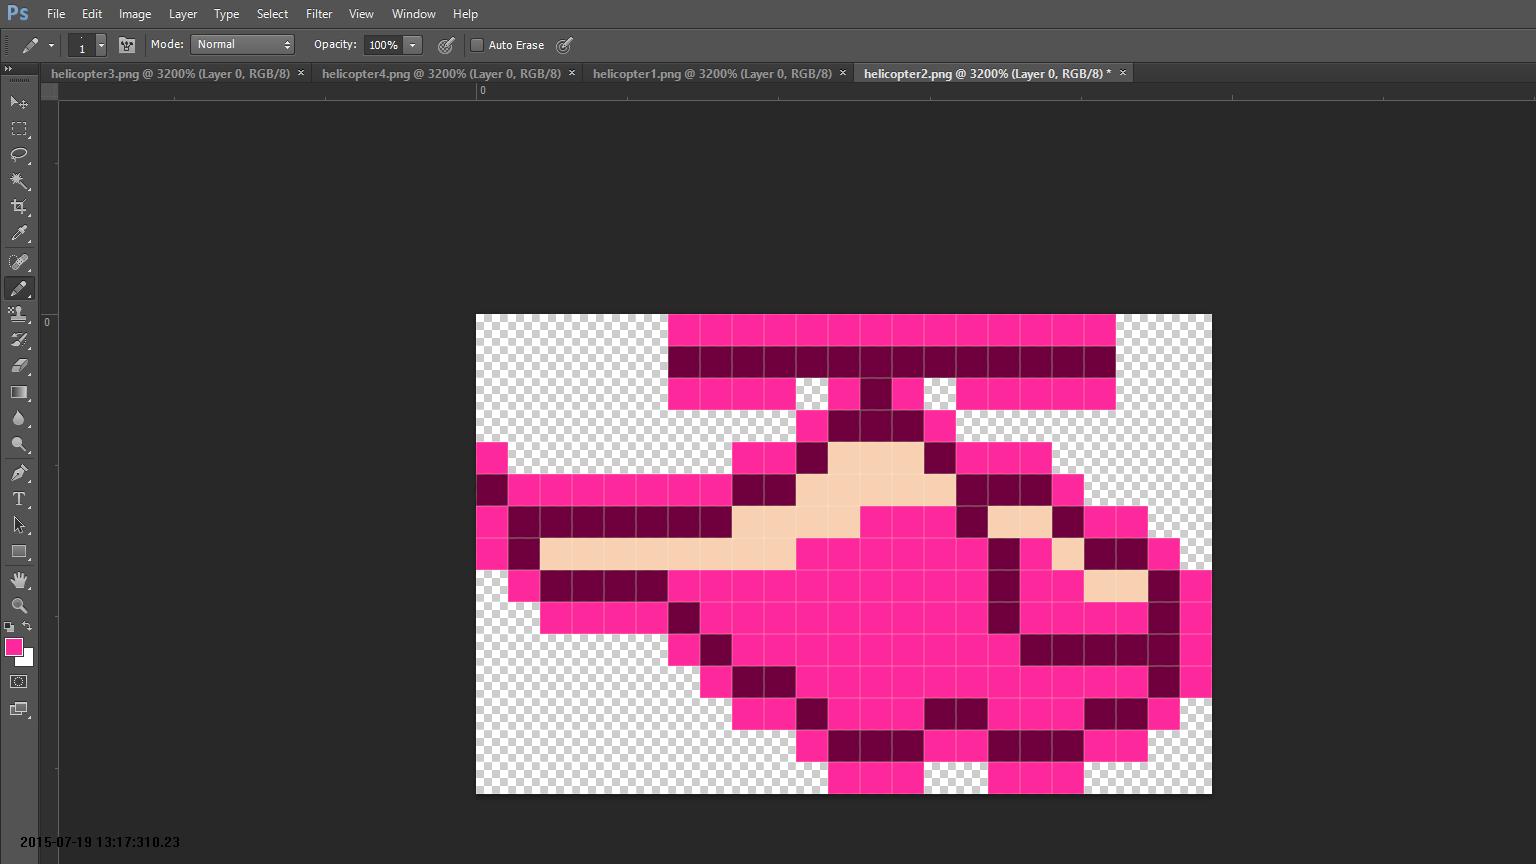 Ps File Edit Image Layer Type Select Filter View Window Help
1 Mode: Normal Opacity: 100% Auto Erase
helicopter3.png @ 3200% (Layer 0, RGB/8) × helicopter4.png @ 3200% (Layer 0, RGB/8) × helicopter1.png @ 3200% (Layer 0, RGB/8) × helicopter2.png @ 3200% (Layer 0, RGB/8) * ×
0
0
T
2015-07-19 13:17:310.23